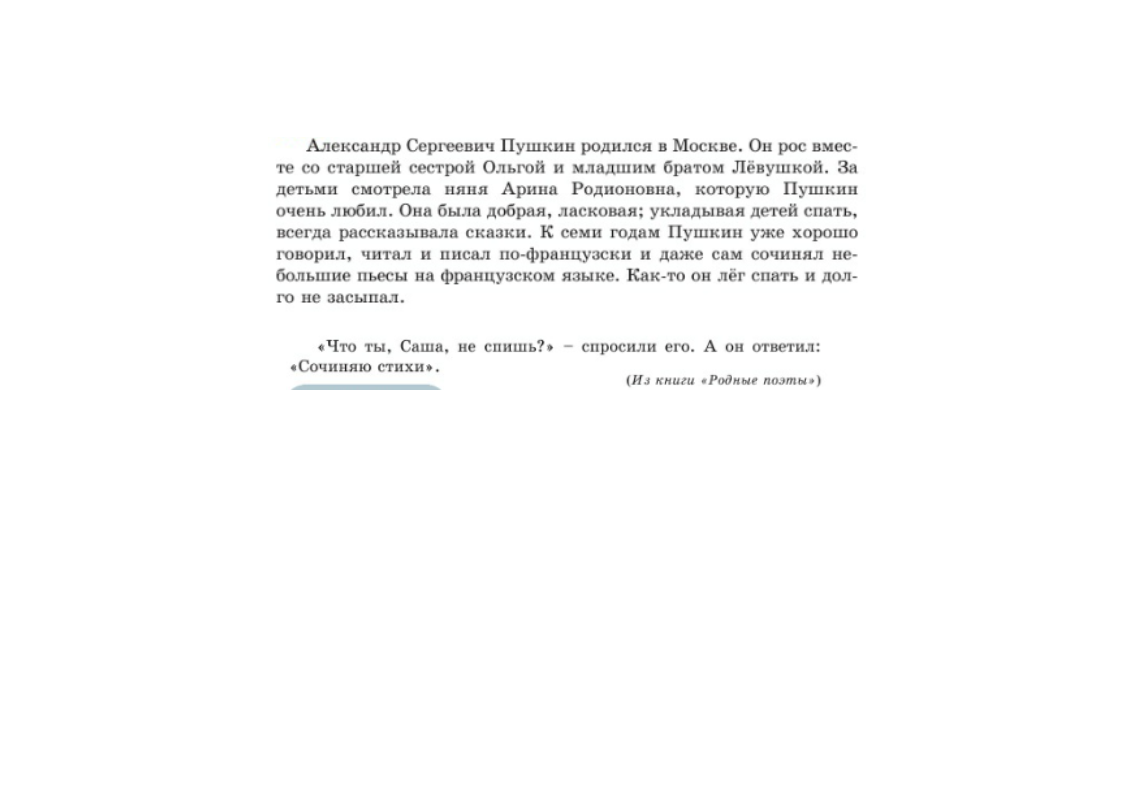 Александр Сергеевич Пушкин родился в Москве. Он рос вмес-
те со старшей сестрой Ольгой и младшим братом Лёвушкой. За
детьми смотрела няня Арина Родионовна, которую Пушкин
очень любил. Она была добрая, ласковая; укладывая детей спать,
всегда рассказывала сказки. К семи годам Пушкин уже хорошо
говорил, читал и писал по-французски и даже сам сочинял не-
большие пьесы на французском языке. Как-то он лёг спать и дол-
го не засыпал.
«Что ты, Саша, не спишь?» – спросили его. А он ответил:
«Сочиняю стихи».
(Из книги «Родные поэты»)